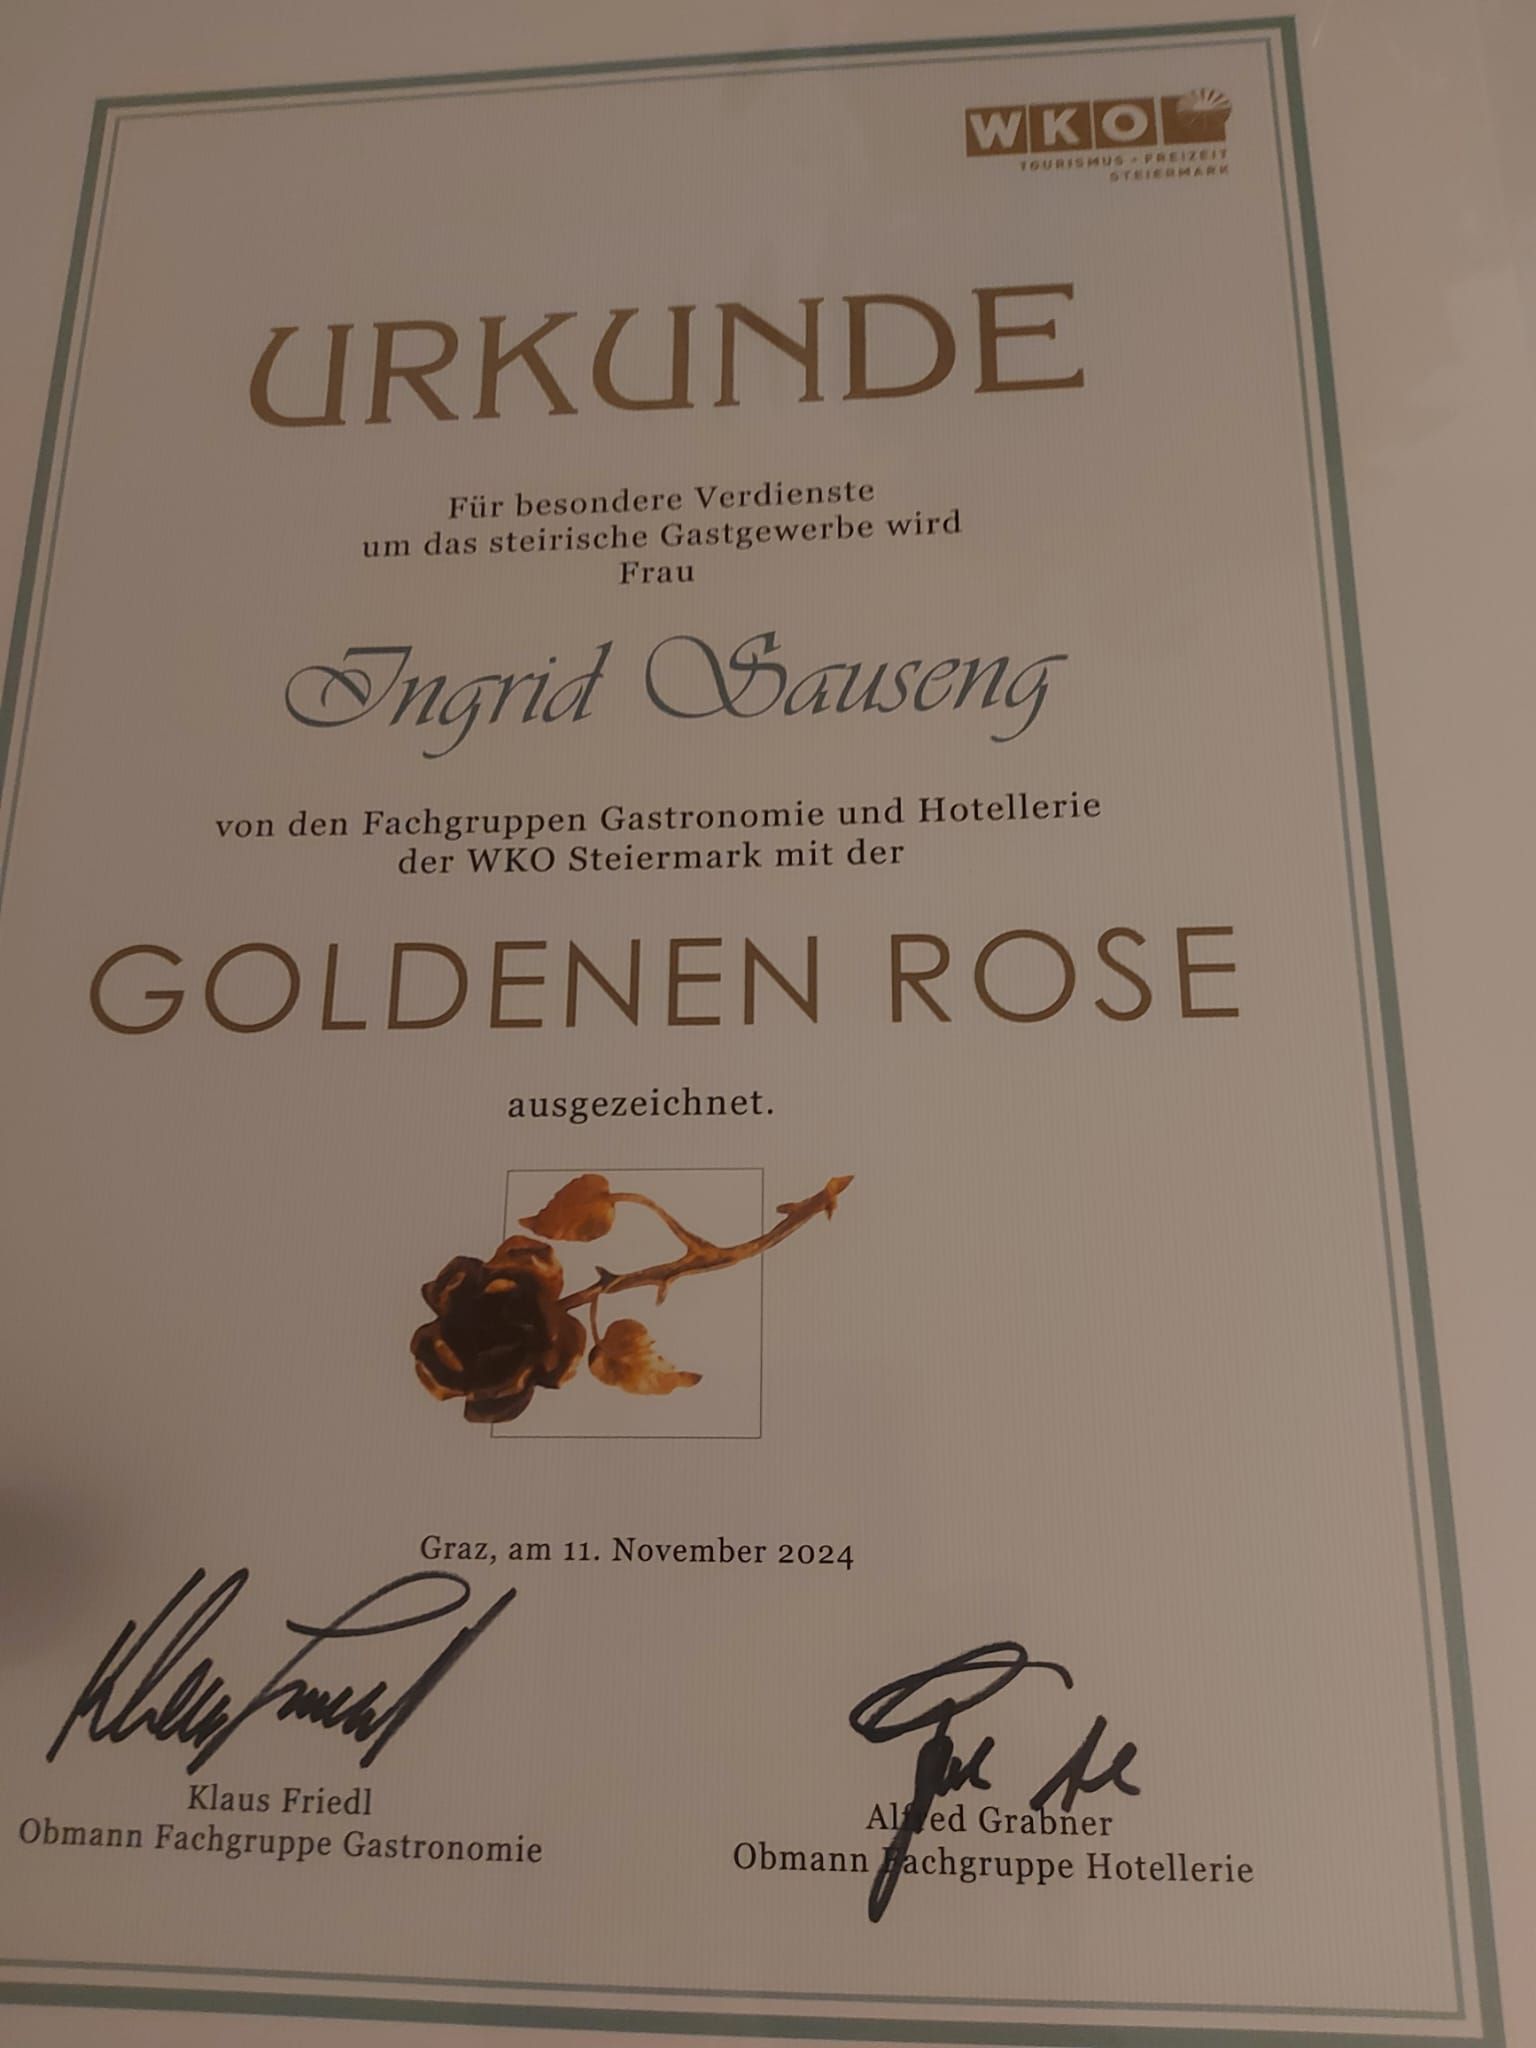 WKO
TOURISMUS · FREIZEIT
STEIERMARK
URKUNDE
Für besondere Verdienste
um das steirische Gastgewerbe wird
Frau
Ingrid Sauseng
von den Fachgruppen Gastronomie und Hotellerie
der WKO Steiermark mit der
GOLDENEN ROSE
ausgezeichnet.
Graz, am 11. November 2024
Klaus Friedl
Obmann Fachgruppe Gastronomie
Alfred Grabner
Obmann Fachgruppe Hotellerie